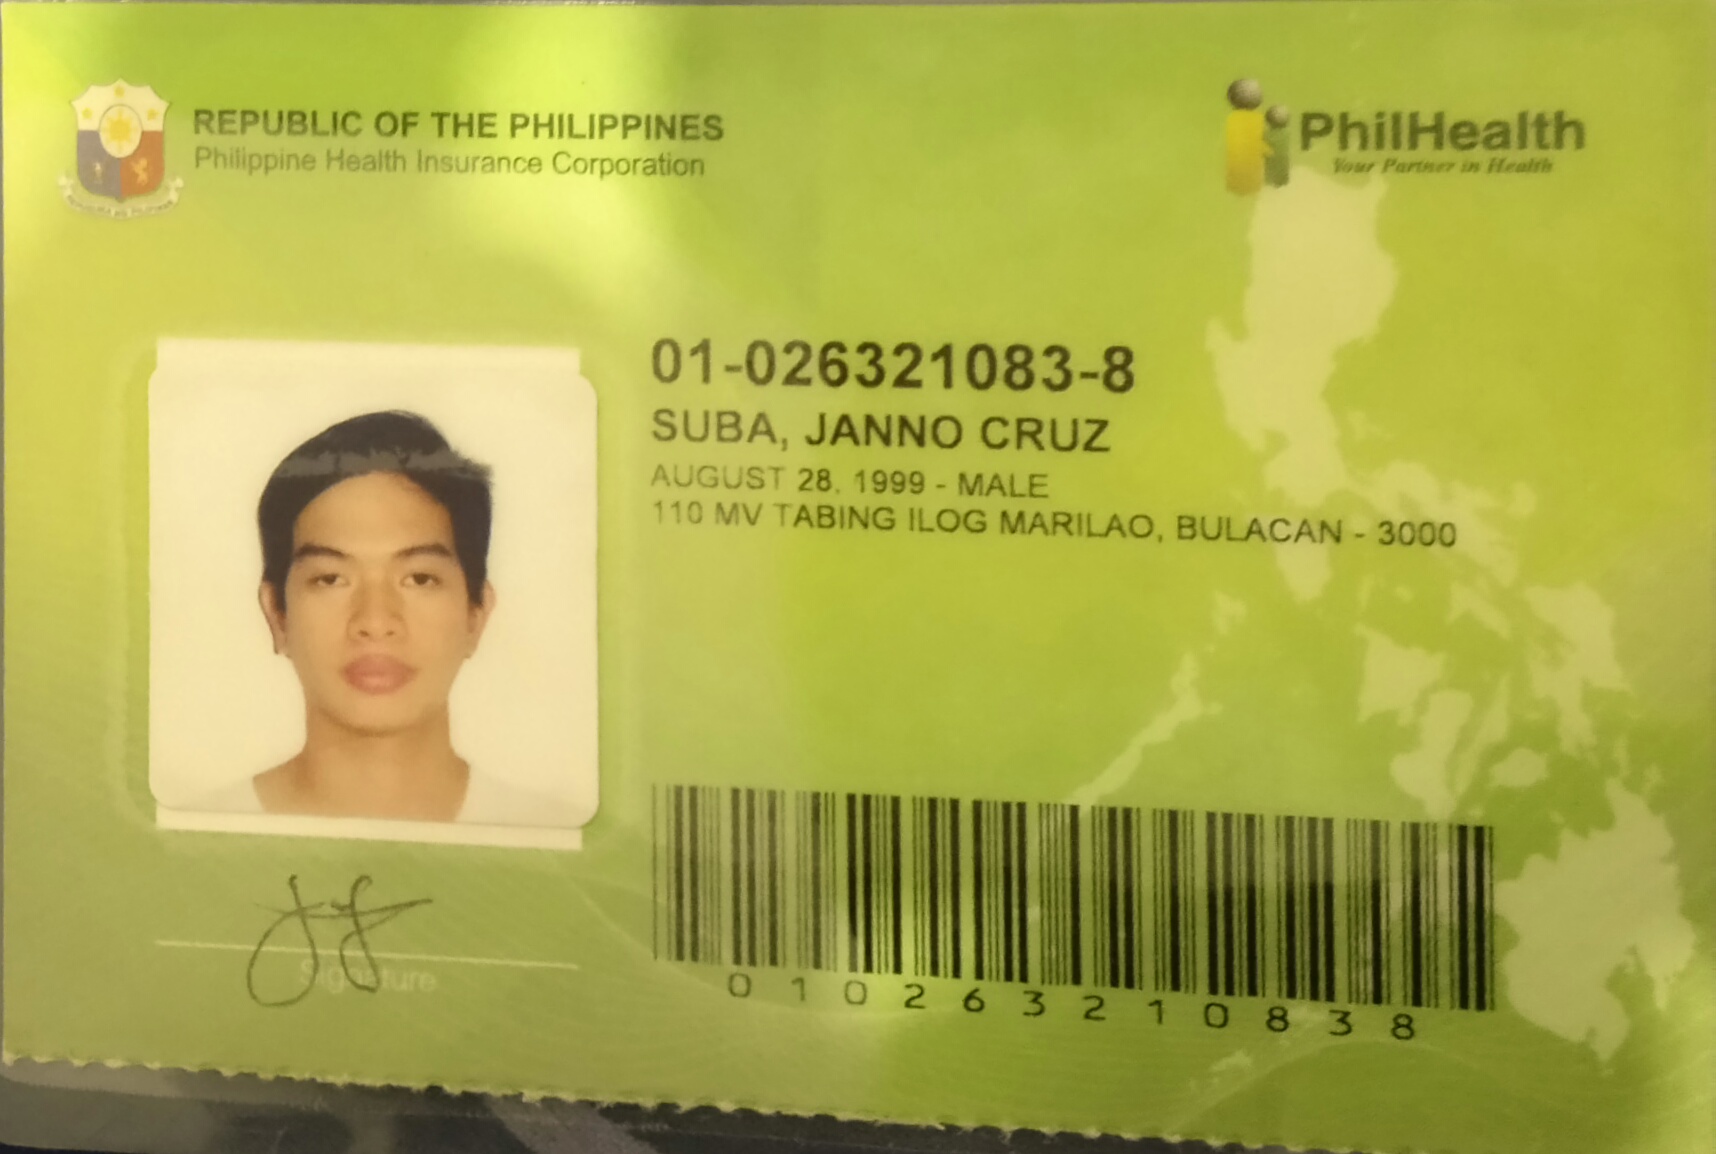 REPUBLIC OF THE PHILIPPINES
Philippine Health Insurance Corporation
PhilHealth
Your Partner in Health
01-026321083-8
SUBA, JANNO CRUZ
AUGUST 28, 1999 - MALE
110 MV TABING ILOG MARILAO, BULACAN - 3000
Signature
010263210838